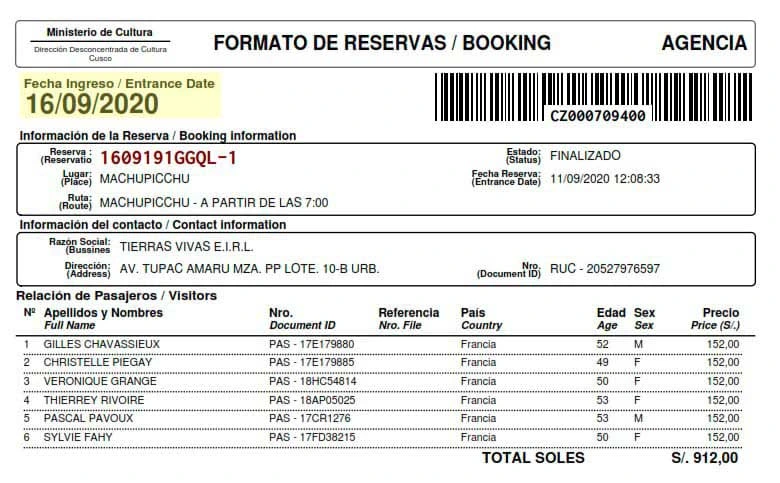 Ministerio de Cultura
Dirección Desconcentrada de Cultura
Cusco
FORMATO DE RESERVAS / BOOKING
AGENCIA
Fecha Ingreso / Entrance Date
16/09/2020
CZ000709400
Información de la Reserva / Booking information
Reserva : 1609191GGQL-1 Estado: FINALIZADO
(Reservatio (Status)
Lugar: MACHUPICCHU Fecha Reserva: 11/09/2020 12:08:33
(Place) (Entrance Date)
Ruta: MACHUPICCHU - A PARTIR DE LAS 7:00
(Route)
Información del contacto / Contact information
Razón Social: TIERRAS VIVAS E.I.R.L.
(Bussines
Dirección: AV. TUPAC AMARU MZA. PP LOTE. 10-B URB. Nro. RUC - 20527976597
(Address) (Document ID)
Relación de Pasajeros / Visitors
Nº Apellidos y Nombres Nro. Referencia País Edad Sex Precio
Full Name Document ID Nro. File Country Age Sex Price (S/.)
1 GILLES CHAVASSIEUX PAS - 17E179880 Francia 52 M 152,00
2 CHRISTELLE PIEGAY PAS - 17E179885 Francia 49 F 152,00
3 VERONIQUE GRANGE PAS - 18HC54814 Francia 50 F 152,00
4 THIERREY RIVOIRE PAS - 18AP05025 Francia 53 F 152,00
5 PASCAL PAVOUX PAS - 17CR1276 Francia 53 M 152,00
6 SYLVIE FAHY PAS - 17FD38215 Francia 50 F 152,00
TOTAL SOLES S/. 912,00